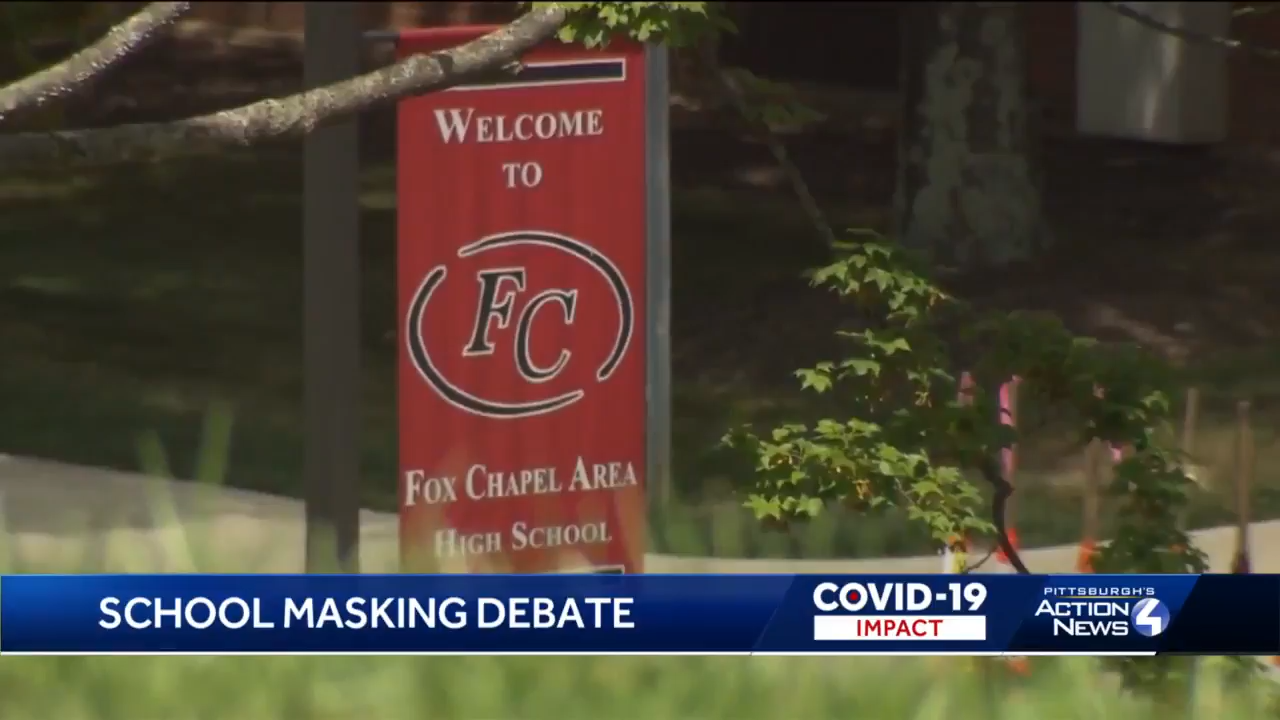 WELCOME
TO
FC
FOX CHAPEL AREA
HIGH SCHOOL
SCHOOL MASKING DEBATE
COVID-19
IMPACT
PITTSBURGH'S
ACTION
NEWS 4